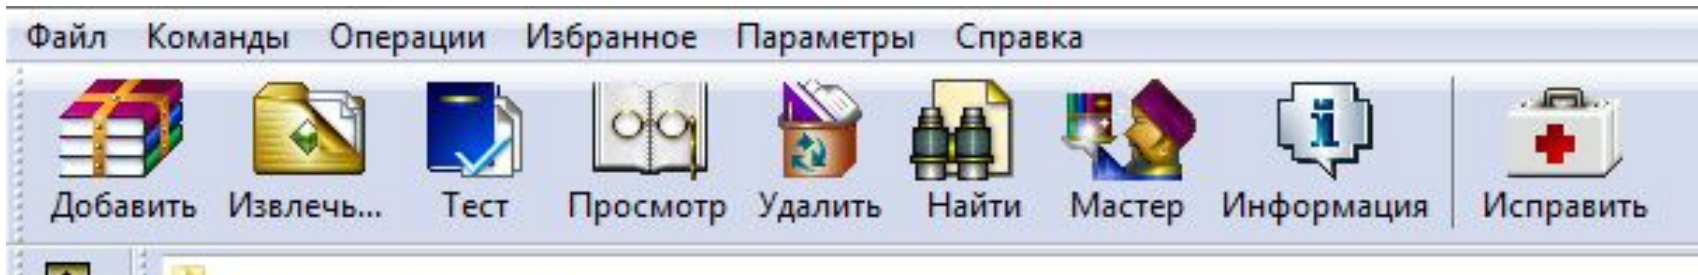 Файл Команды Операции Избранное Параметры Справка
Добавить Извлечь... Тест Просмотр Удалить Найти Мастер Информация Исправить